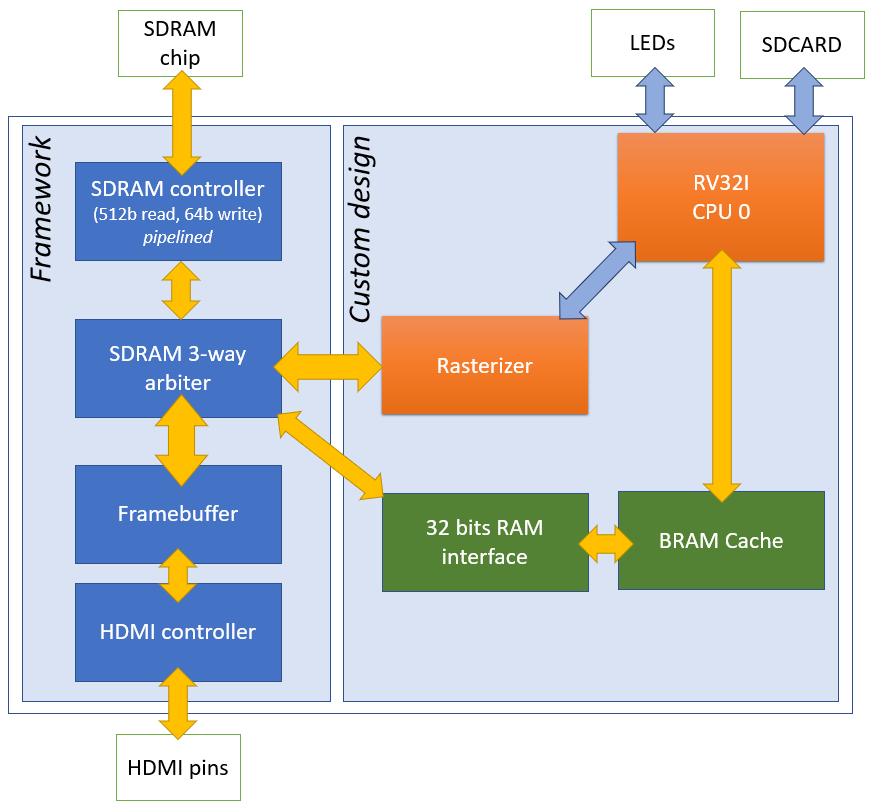 SDRAM
chip
LEDs
SDCARD
Framework
SDRAM controller
(512b read, 64b write)
pipelined
SDRAM 3-way
arbiter
Framebuffer
HDMI controller
HDMI pins
Custom design
RV32I
CPU 0
Rasterizer
32 bits RAM
interface
BRAM Cache